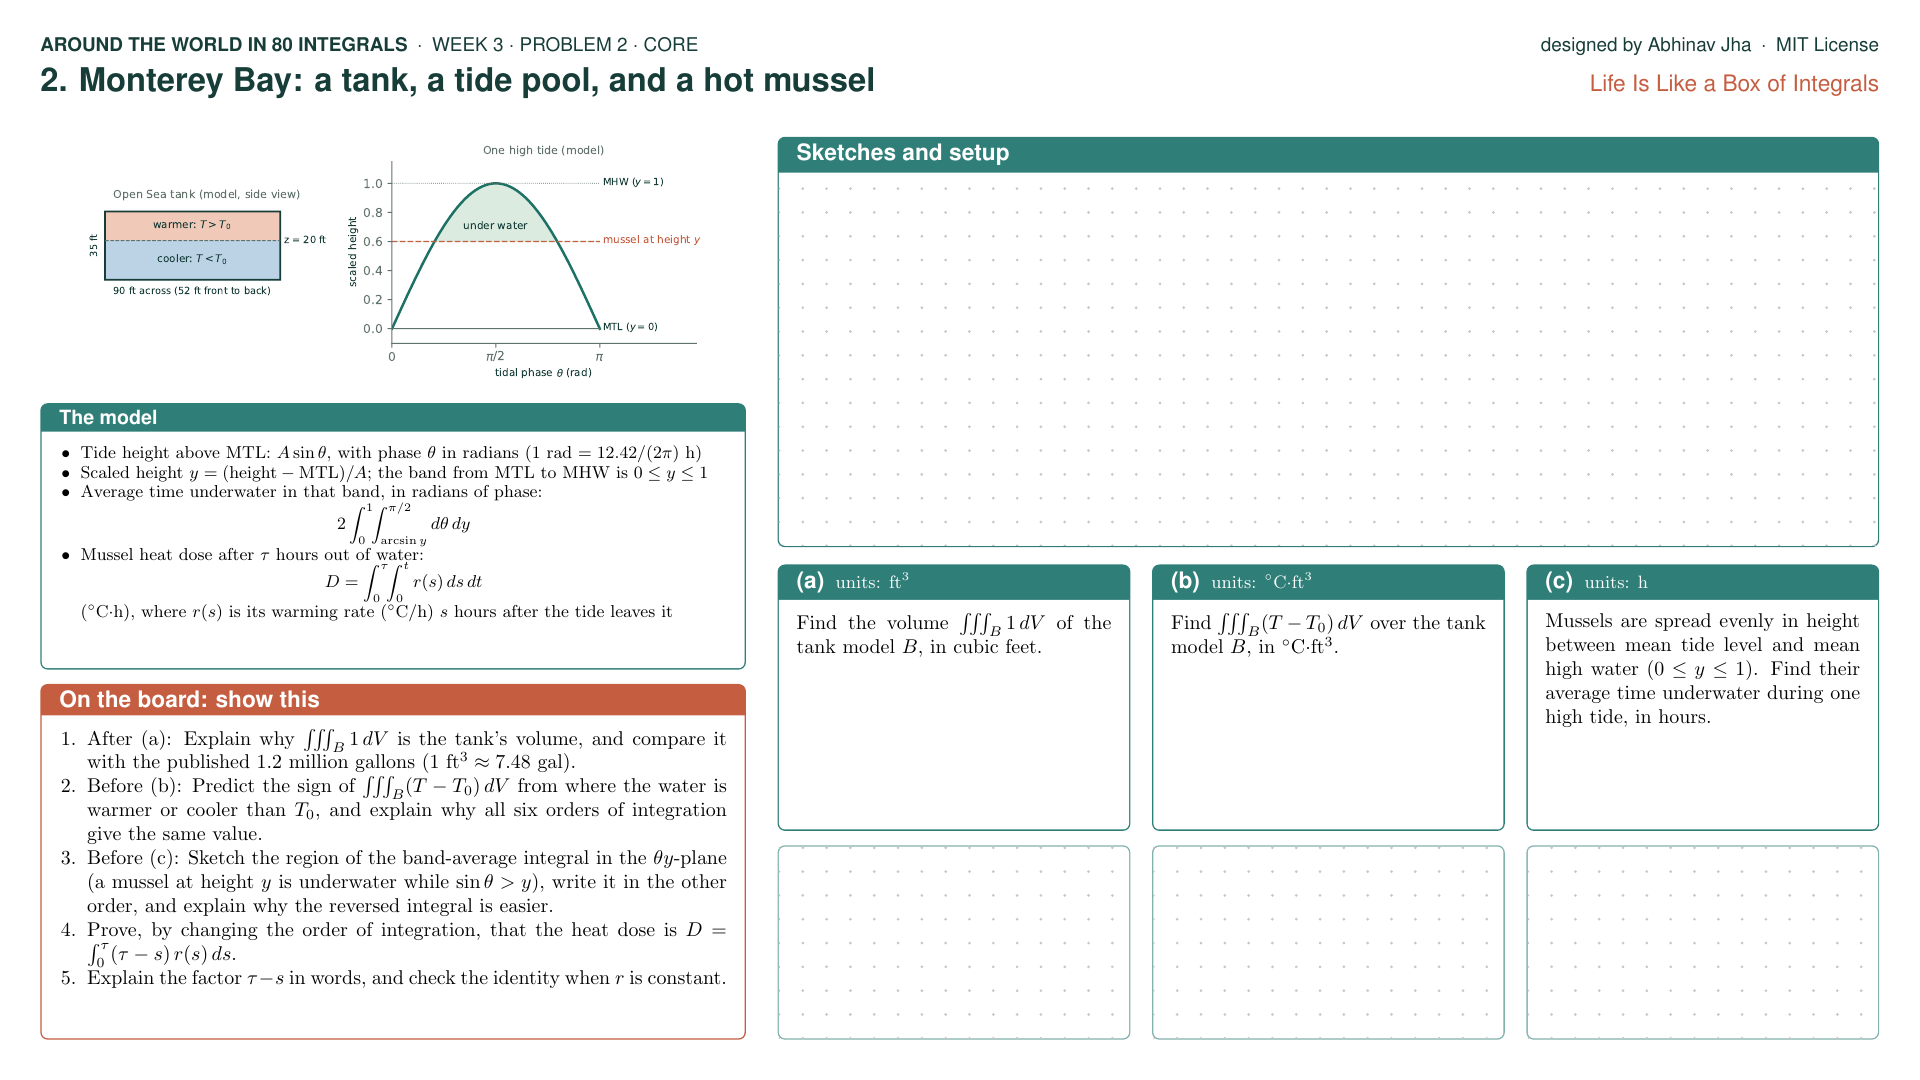 AROUND THE WORLD IN 80 INTEGRALS · WEEK 3 · PROBLEM 2 · CORE
designed by Abhinav Jha · MIT License
2. Monterey Bay: a tank, a tide pool, and a hot mussel
Life Is Like a Box of Integrals
Open Sea tank (model, side view)
warmer: T > T₀
cooler: T < T₀
z = 20 ft
35 ft
90 ft across (52 ft front to back)
One high tide (model)
scaled height
1.0
0.8
0.6
0.4
0.2
0.0
MHW (y = 1)
under water
mussel at height y
MTL (y = 0)
0
π/2
π
tidal phase θ (rad)
The model
• Tide height above MTL: A sin θ, with phase θ in radians (1 rad = 12.42/(2π) h)
• Scaled height y = (height − MTL)/A; the band from MTL to MHW is 0 ≤ y ≤ 1
• Average time underwater in that band, in radians of phase:
2 ∫₀¹ ∫_{arcsin y}^{π/2} dθ dy
• Mussel heat dose after τ hours out of water:
D = ∫₀^τ ∫₀^t r(s) ds dt
(°C·h), where r(s) is its warming rate (°C/h) s hours after the tide leaves it
On the board: show this
1. After (a): Explain why ∭_B 1 dV is the tank's volume, and compare it
with the published 1.2 million gallons (1 ft³ ≈ 7.48 gal).
2. Before (b): Predict the sign of ∭_B (T − T₀) dV from where the water is
warmer or cooler than T₀, and explain why all six orders of integration
give the same value.
3. Before (c): Sketch the region of the band-average integral in the θy-plane
(a mussel at height y is underwater while sin θ > y), write it in the other
order, and explain why the reversed integral is easier.
4. Prove, by changing the order of integration, that the heat dose is D =
∫₀^τ (τ − s) r(s) ds.
5. Explain the factor τ − s in words, and check the identity when r is constant.
Sketches and setup
(a) units: ft³
Find the volume ∭_B 1 dV of the
tank model B, in cubic feet.
(b) units: °C·ft³
Find ∭_B (T − T₀) dV over the tank
model B, in °C·ft³.
(c) units: h
Mussels are spread evenly in height
between mean tide level and mean
high water (0 ≤ y ≤ 1). Find their
average time underwater during one
high tide, in hours.